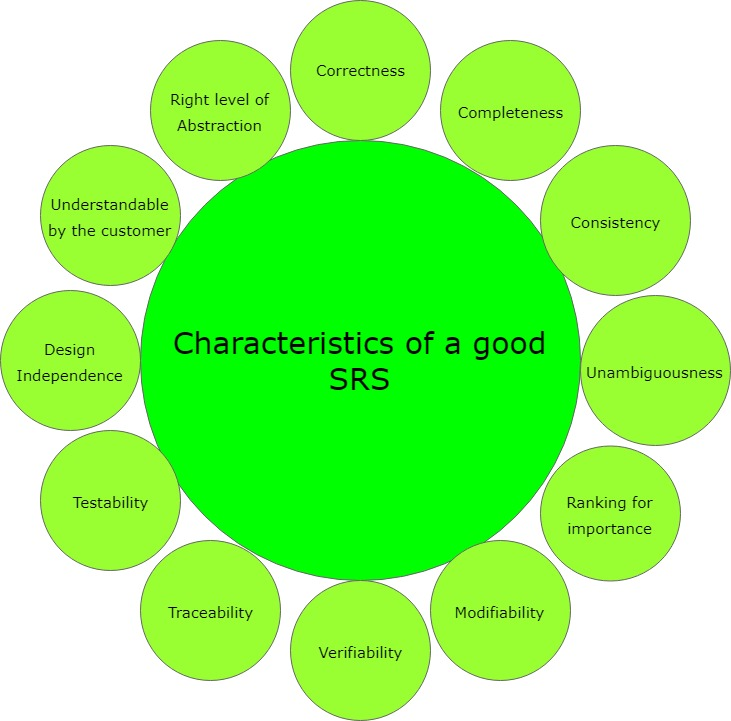 Characteristics of a good
SRS
Correctness
Completeness
Consistency
Unambiguousness
Ranking for
importance
Modifiability
Verifiability
Traceability
Testability
Design
Independence
Understandable
by the customer
Right level of
Abstraction